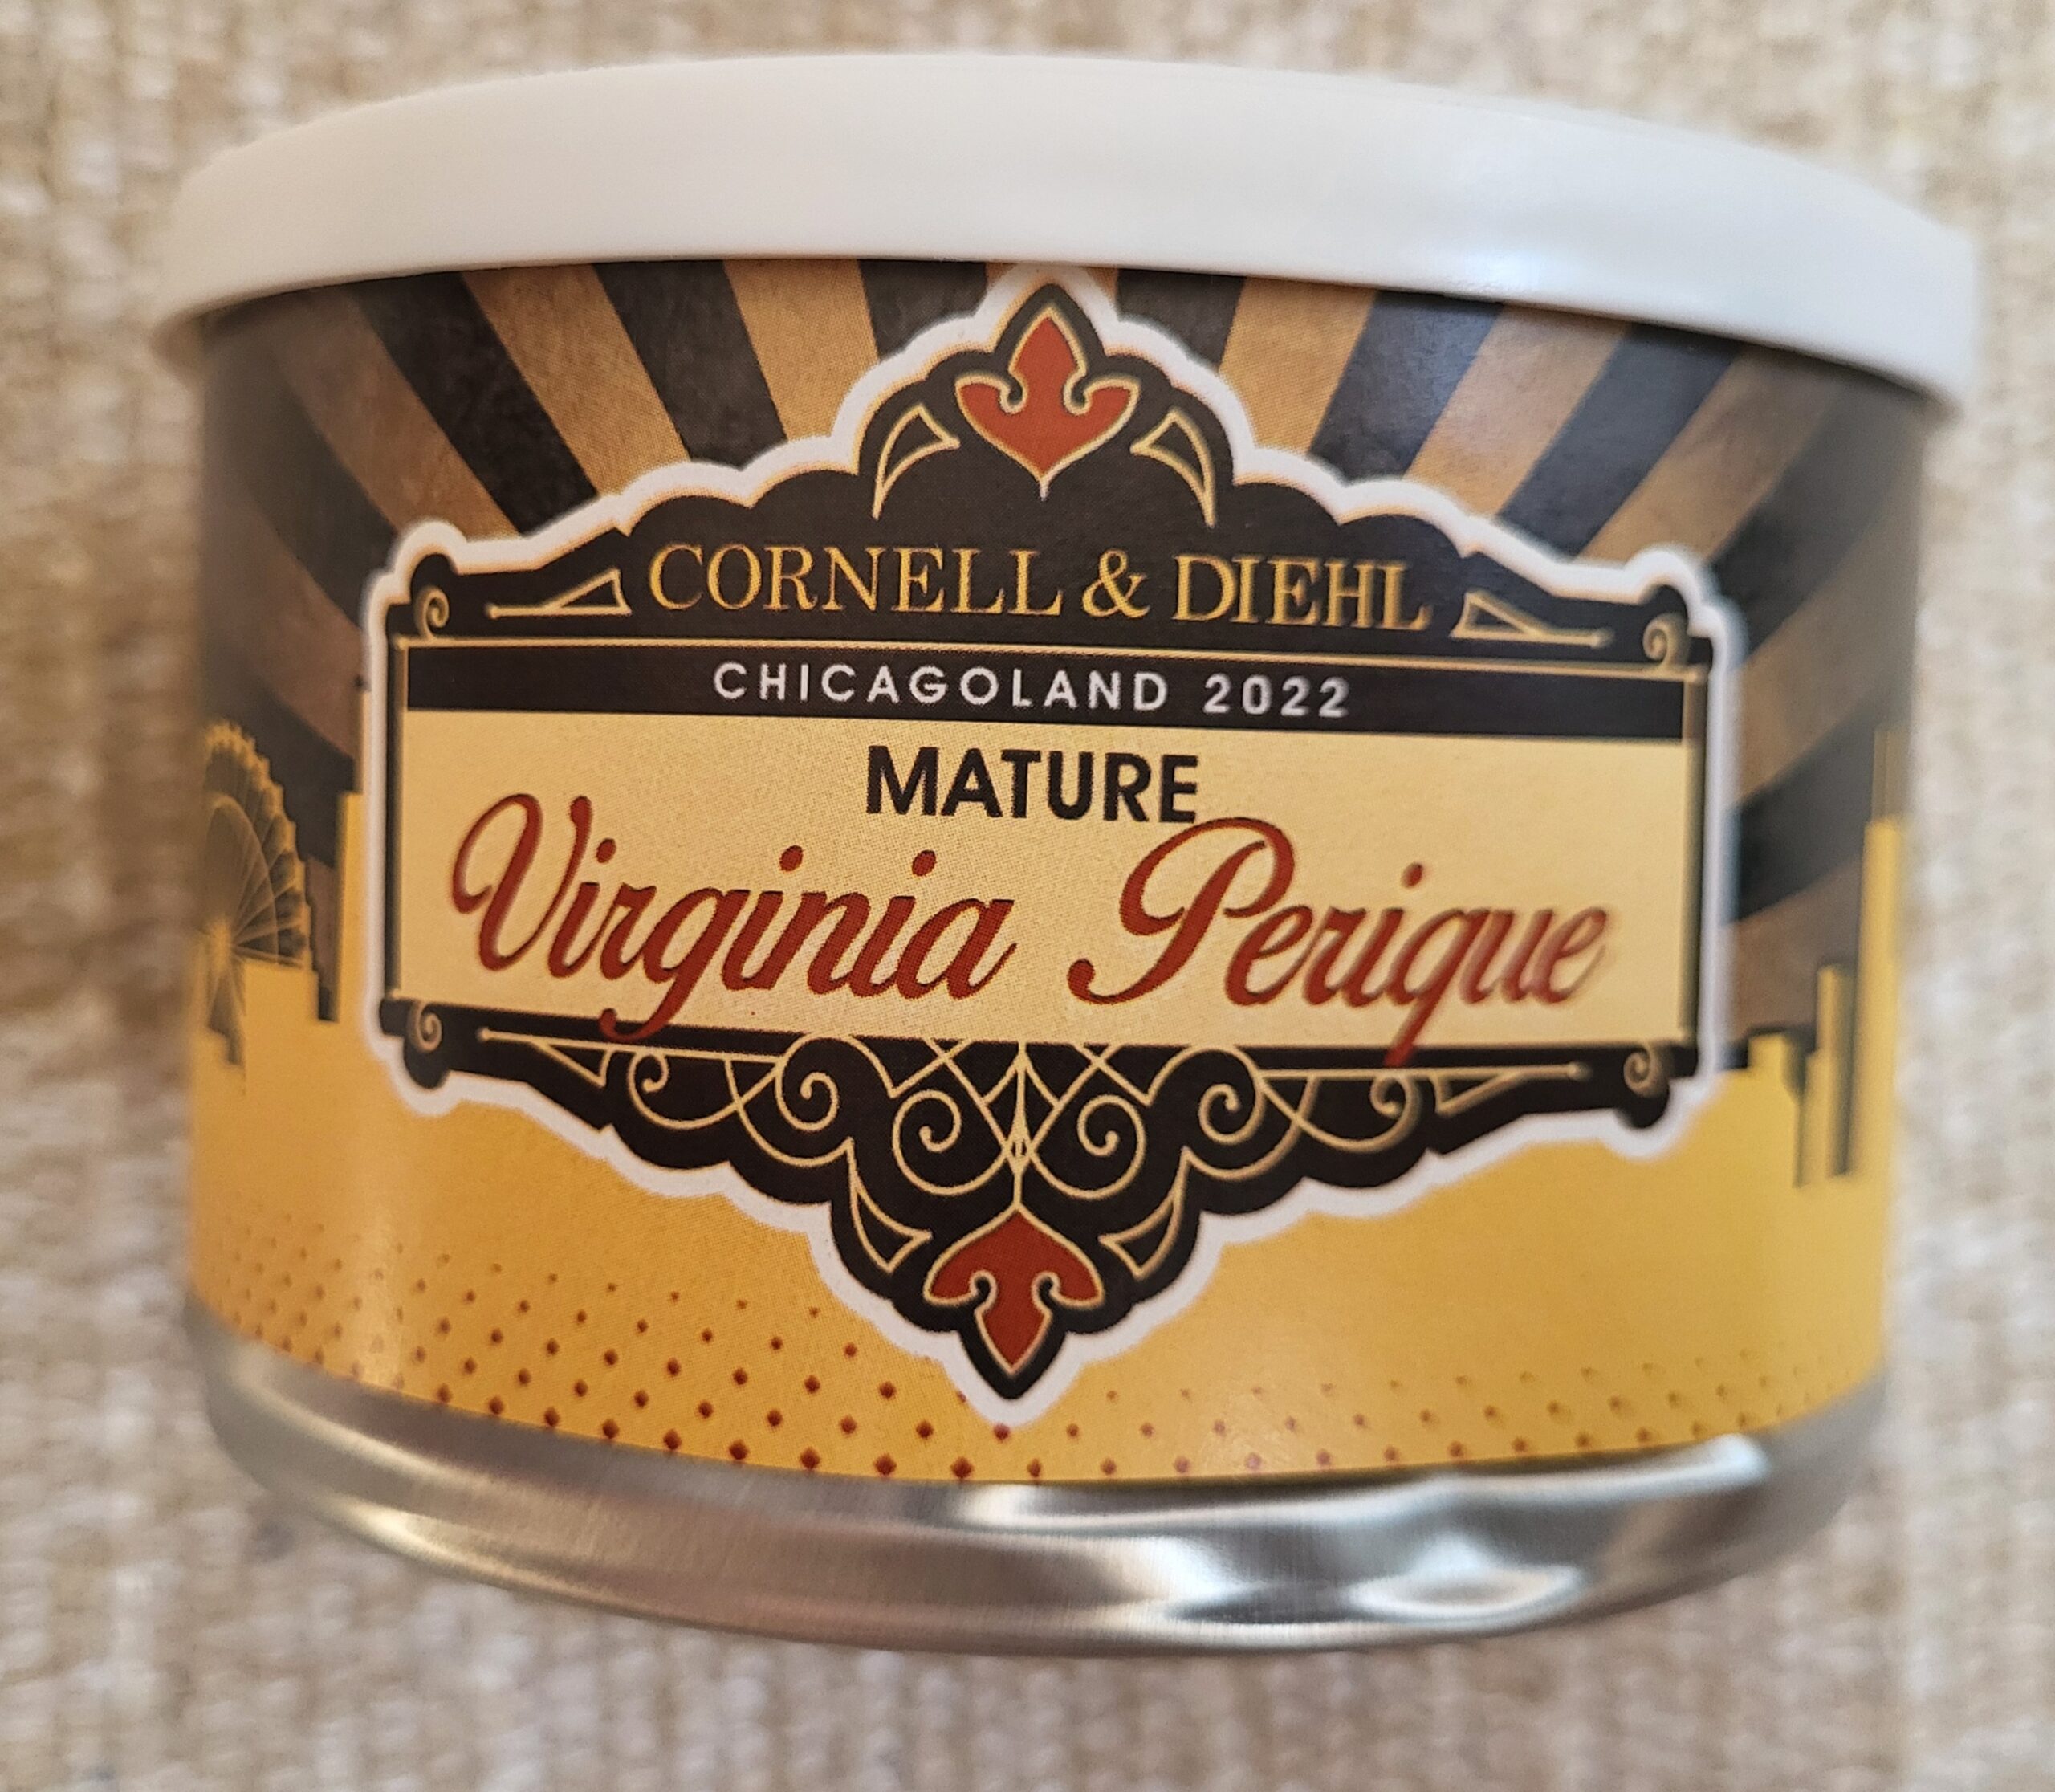 CORNELL & DIEHL
CHICAGOLAND 2022
MATURE
Virginia Perique